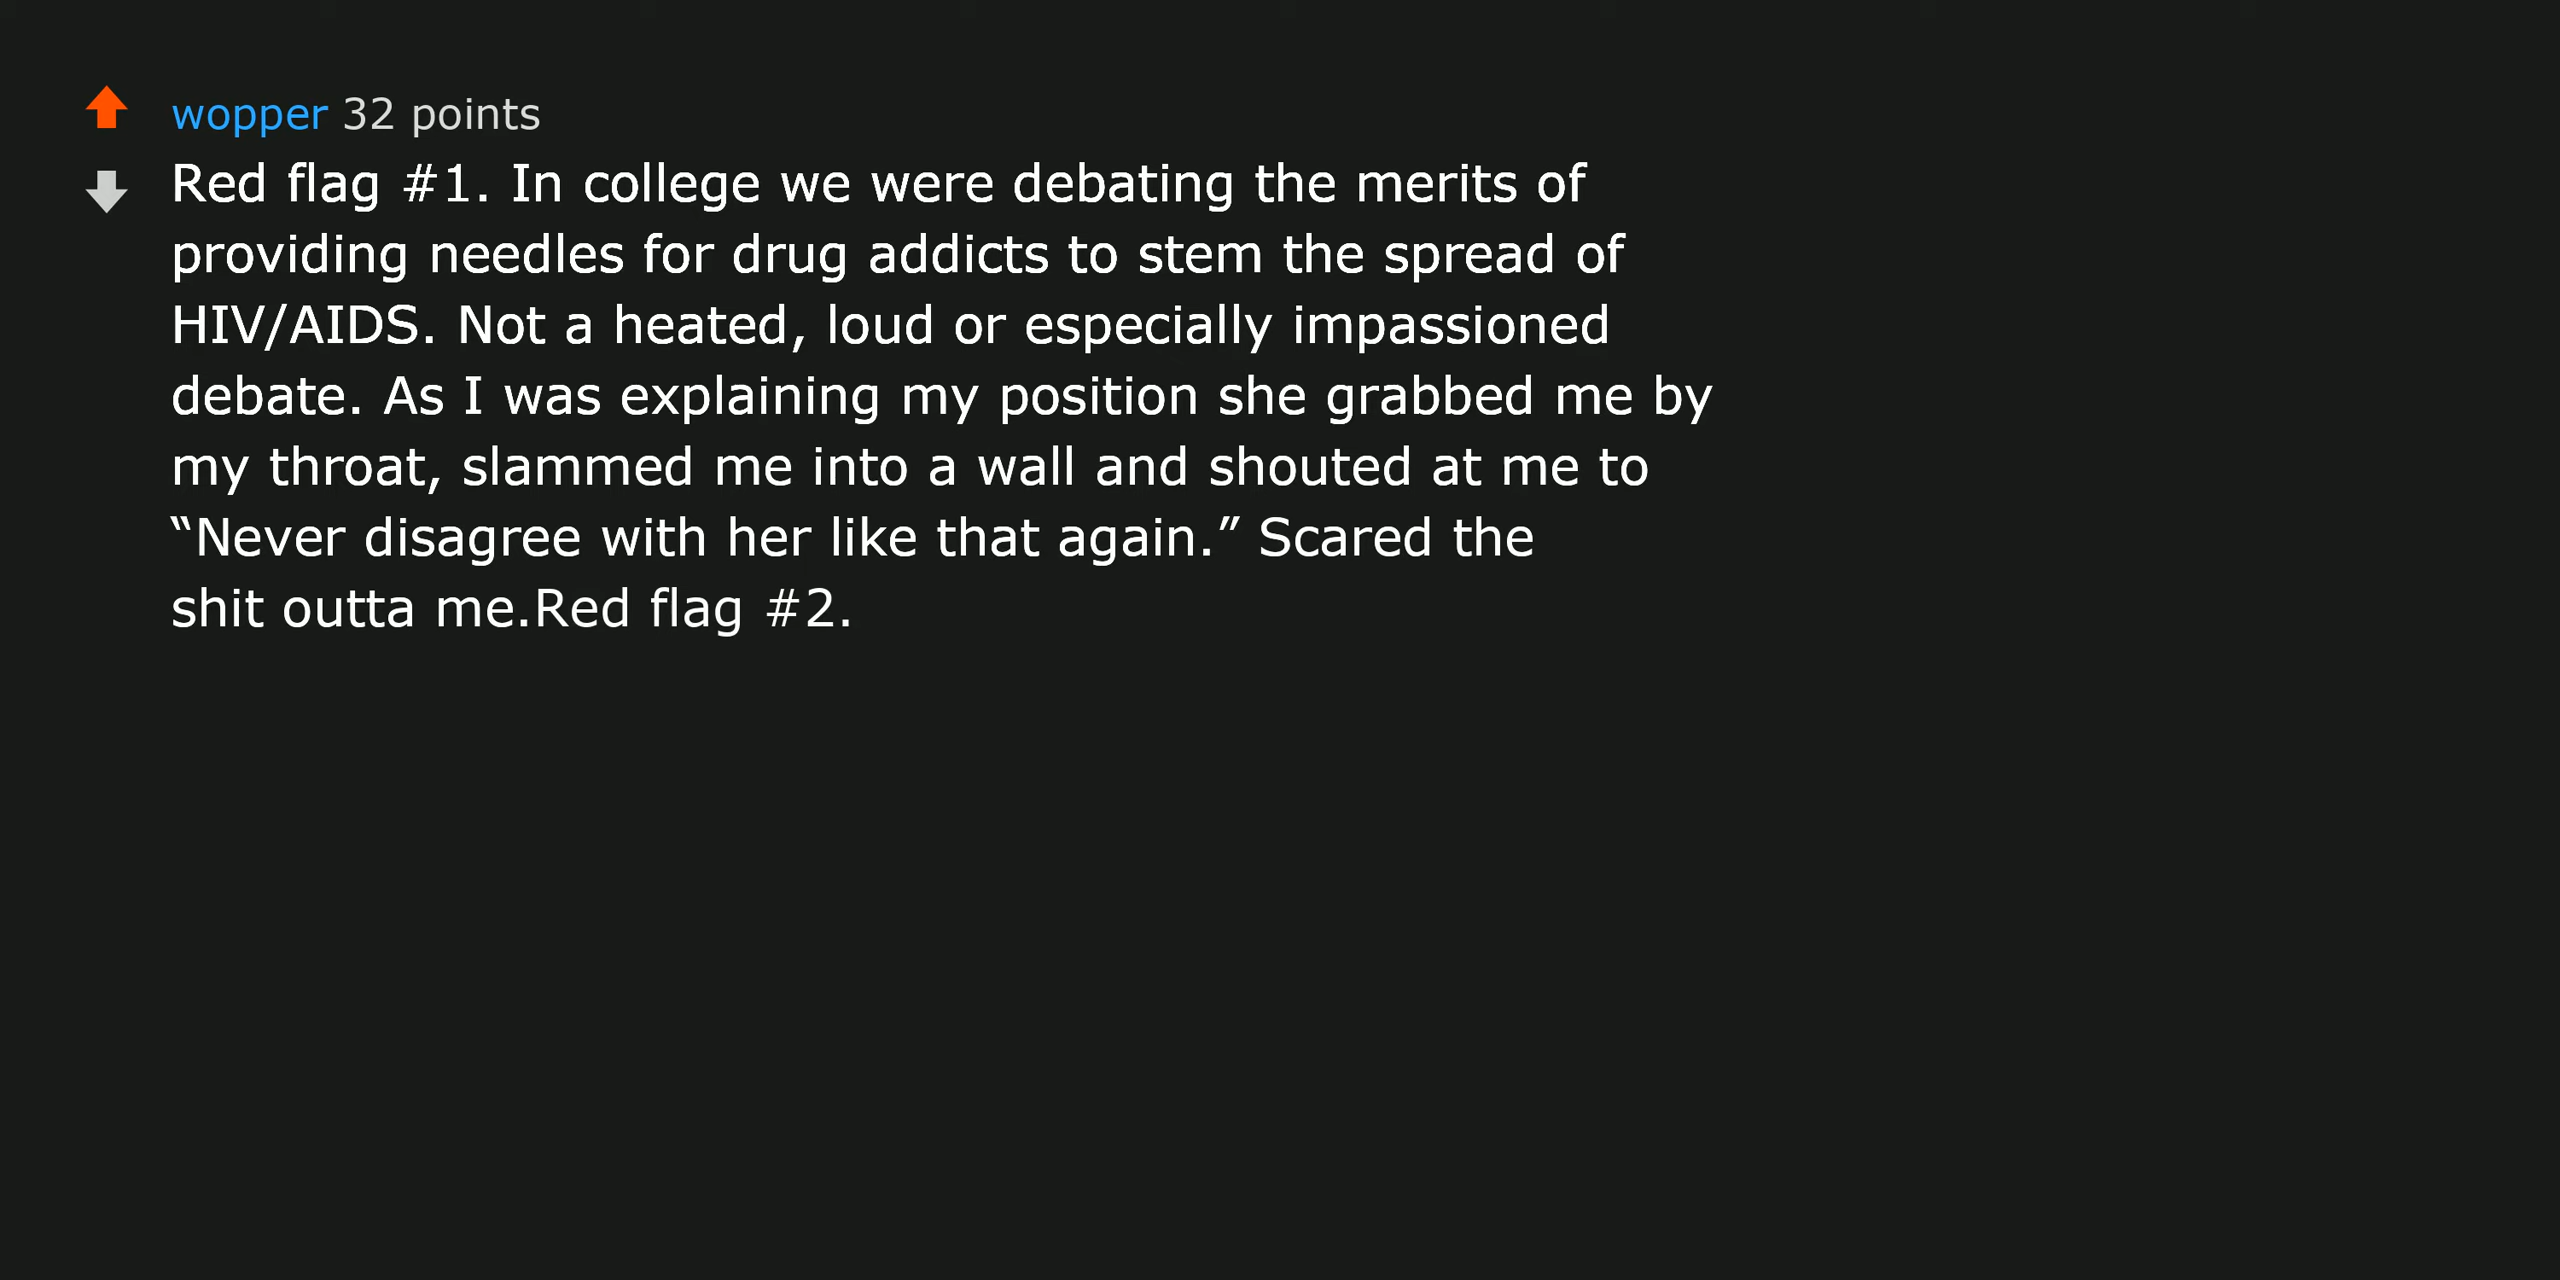 wopper 32 points
Red flag #1. In college we were debating the merits of
providing needles for drug addicts to stem the spread of
HIV/AIDS. Not a heated, loud or especially impassioned
debate. As I was explaining my position she grabbed me by
my throat, slammed me into a wall and shouted at me to
“Never disagree with her like that again.” Scared the
shit outta me.Red flag #2.